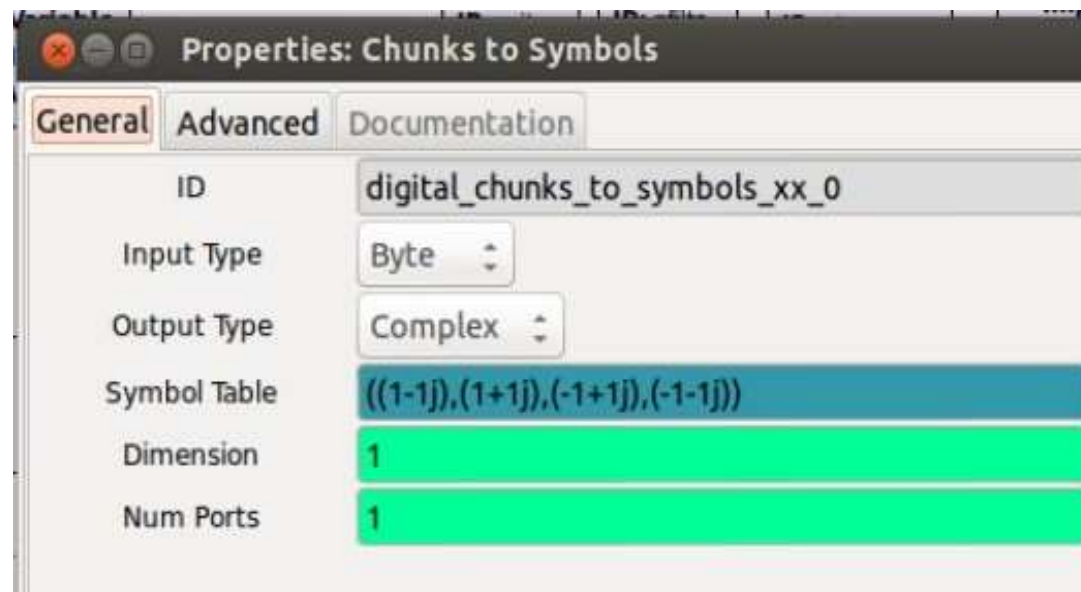 Properties: Chunks to Symbols
General Advanced Documentation
ID digital_chunks_to_symbols_xx_0
Input Type Byte
Output Type Complex
Symbol Table ((1-1j),(1+1j),(-1+1j),(-1-1j))
Dimension 1
Num Ports 1